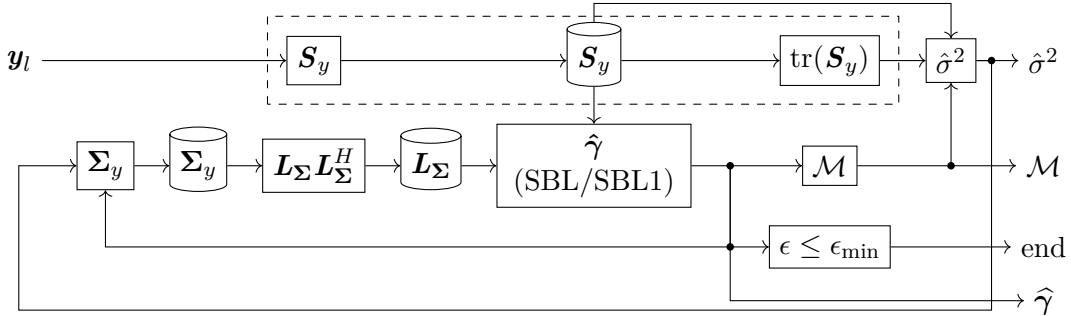 𝒚_l 𝑺_y 𝑺_y tr(𝑺_y) σ̂² σ̂²
𝚺_y 𝚺_y 𝑳_𝚺 𝑳_𝚺^H 𝑳_𝚺 𝜸̂ ℳ ℳ
(SBL/SBL1)
ϵ ≤ ϵ_min end
𝜸̂